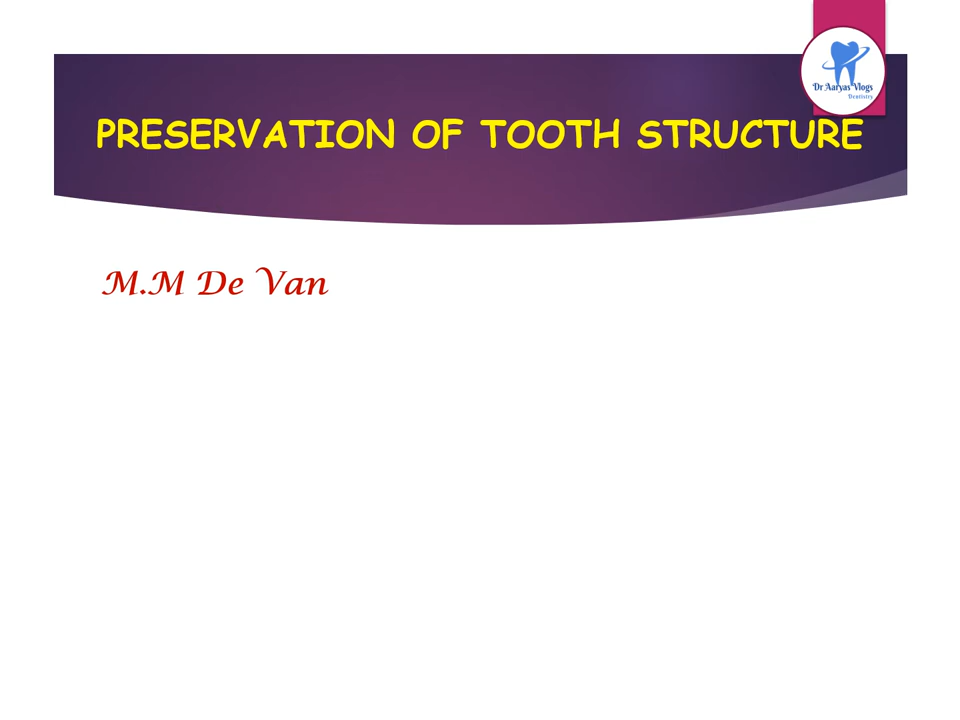 Dr Aaryas Vlogs
Dentistry
PRESERVATION OF TOOTH STRUCTURE
M.M De Van